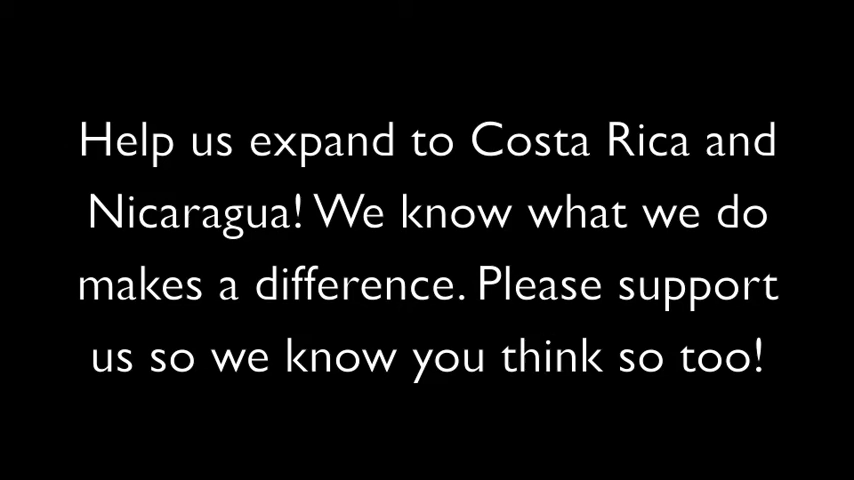 Help us expand to Costa Rica and
Nicaragua! We know what we do
makes a difference. Please support
us so we know you think so too!